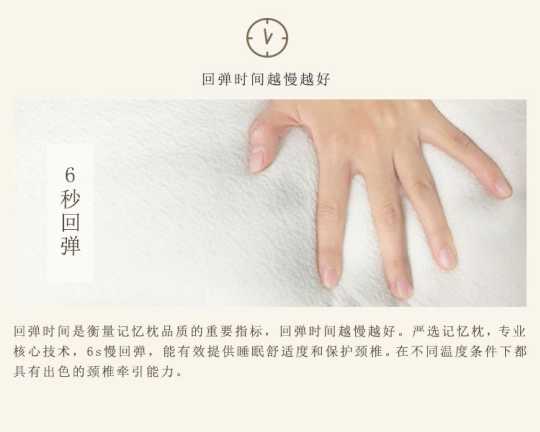 回弹时间越慢越好
6秒回弹
回弹时间是衡量记忆枕品质的重要指标，回弹时间越慢越好。严选记忆枕，专业
核心技术，6s慢回弹，能有效提供睡眠舒适度和保护颈椎。在不同温度条件下都
具有出色的颈椎牵引能力。